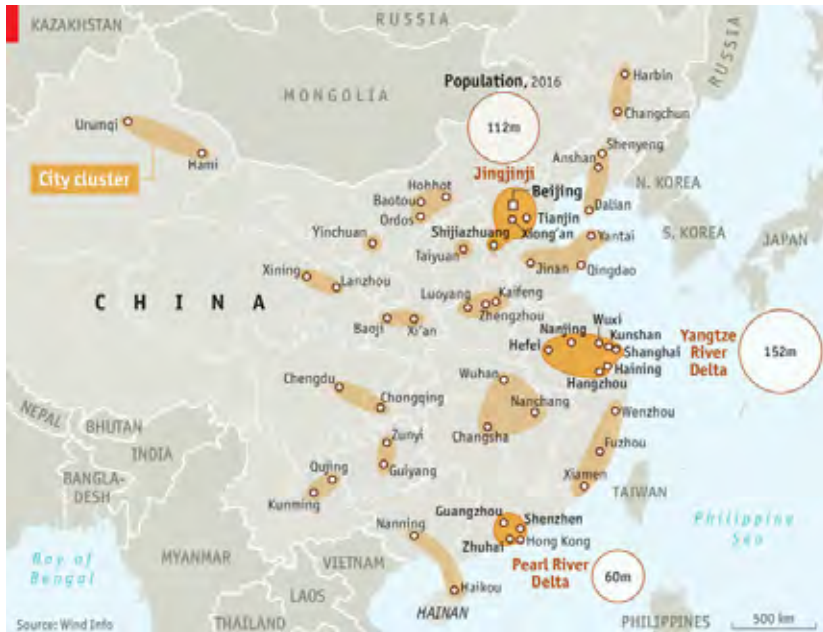 KAZAKHSTAN
RUSSIA
RUSSIA
MONGOLIA
Population, 2016
112m
Jingjinji
Harbin
Changchun
Urumqi
Hami
City cluster
Shenyeng
Anshan
Dalian
N. KOREA
S. KOREA
JAPAN
Hohhot
Baotou
Ordos
Beijing
Tianjin
Xiong'an
Shijiazhuang
Yinchuan
Taiyuan
Yantai
Jinan
Qingdao
Xining
Lanzhou
CHINA
Luoyang
Kaifeng
Zhengzhou
Baoji
Xi'an
Wuxi
Nanjing
Kunshan
Hefei
Shanghai
Haining
Hangzhou
Yangtze
River
Delta
152m
Chengdu
Chongqing
Wuhan
Nanchang
Changsha
Wenzhou
Fuzhou
Xiamen
NEPAL
BHUTAN
INDIA
BANGLA-
DESH
Zunyi
Guiyang
Qujing
Kunming
TAIWAN
Guangzhou
Shenzhen
Zhuhai
Hong Kong
Pearl River
Delta
60m
Nanning
Haikou
HAINAN
Philippine
Sea
Bay of
Bengal
MYANMAR
VIETNAM
LAOS
THAILAND
PHILIPPINES
500 km
Source: Wind Info